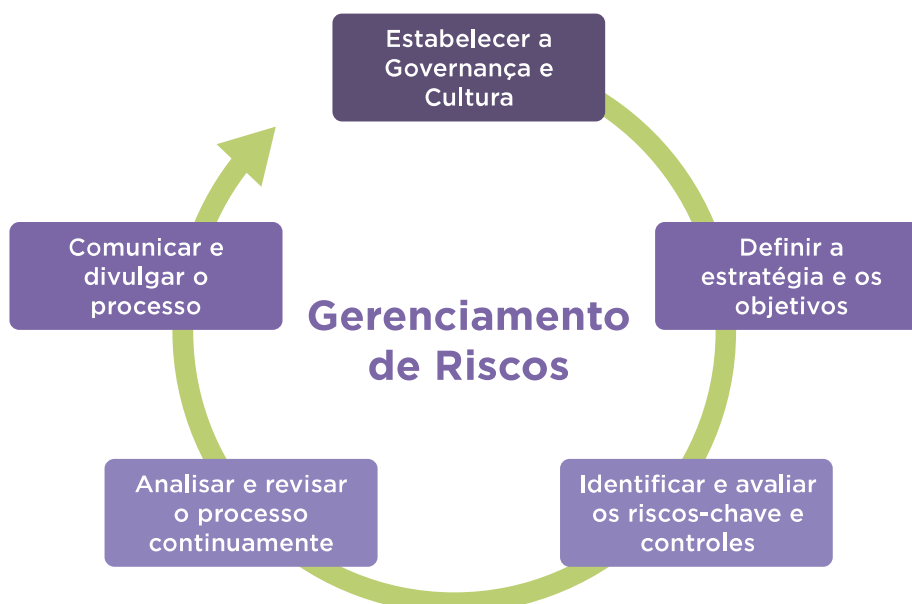 Estabelecer a
Governança e
Cultura
Definir a
estratégia e os
objetivos
Identificar e avaliar
os riscos-chave e
controles
Analisar e revisar
o processo
continuamente
Comunicar e
divulgar o
processo
Gerenciamento
de Riscos